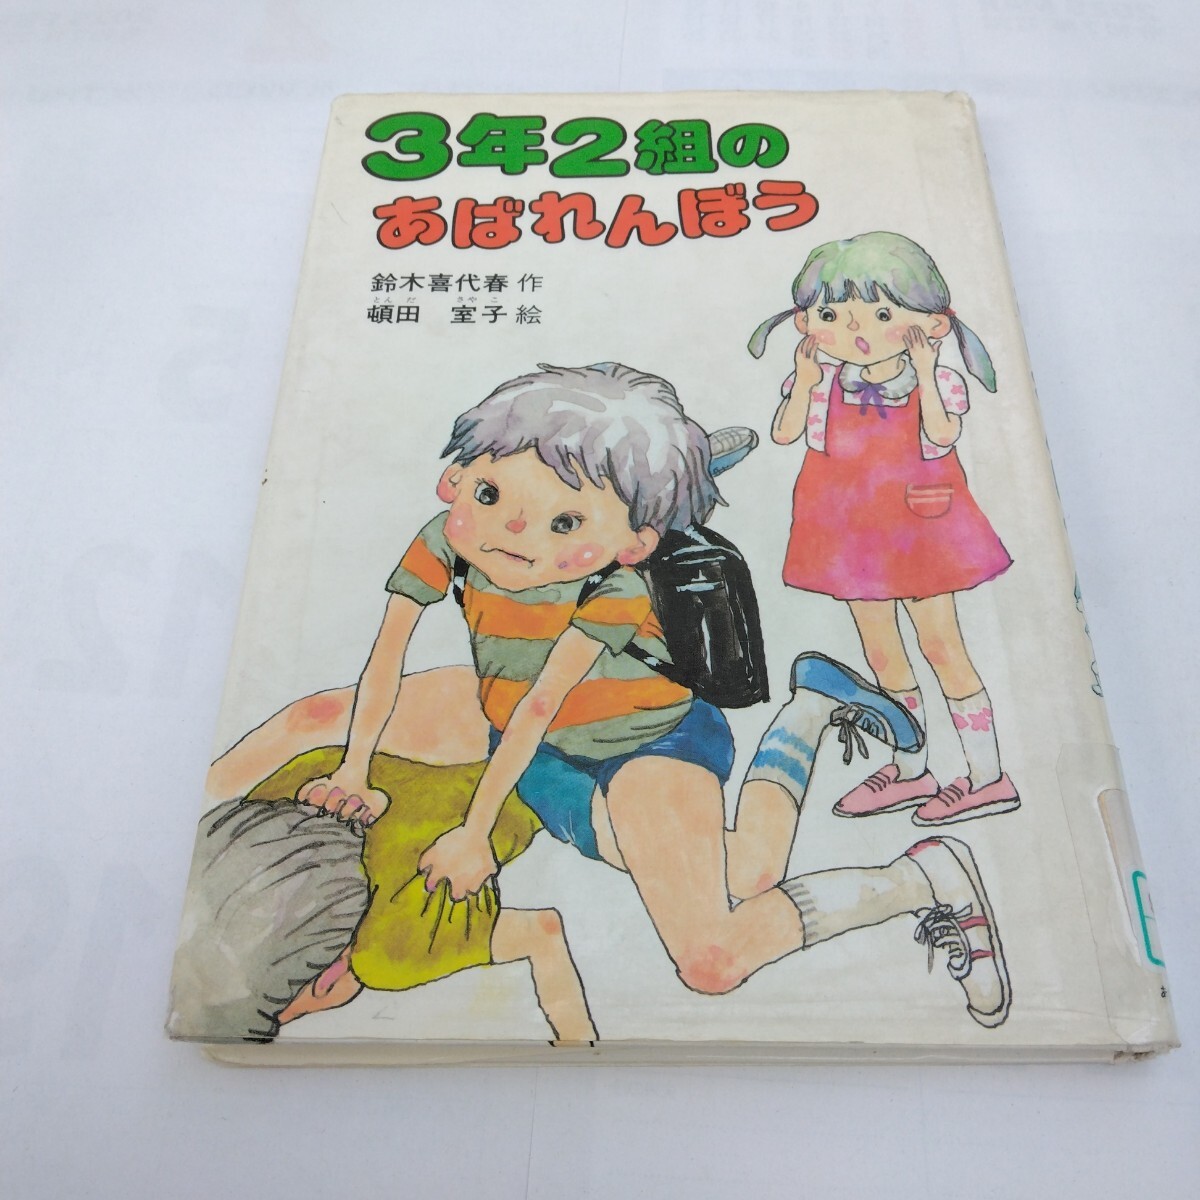 3年2組の
あばれんぼう
鈴木喜代春 作
とんだ さやこ
頓田 室子 絵